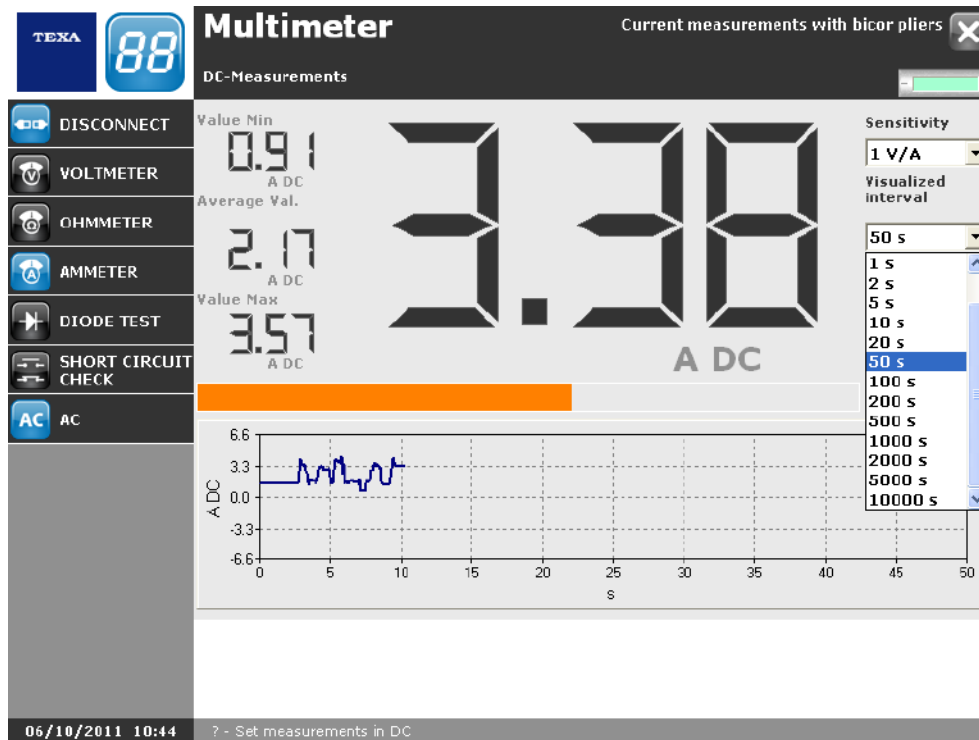 TEXA
88
Multimeter
Current measurements with bicor pliers
DC-Measurements
DISCONNECT
VOLTMETER
OHMMETER
AMMETER
DIODE TEST
SHORT CIRCUIT
CHECK
AC AC
Value Min
0.91
A DC
Average Val.
2.17
A DC
Value Max
3.57
A DC
3.38
A DC
Sensitivity
1 V/A
Visualized
interval
50 s
1 s
2 s
5 s
10 s
20 s
50 s
100 s
200 s
500 s
1000 s
2000 s
5000 s
10000 s
A DC
6.6
3.3
0.0
-3.3
-6.6
0 5 10 15 20 25 30 35 40 45 50
s
06/10/2011 10:44
? - Set measurements in DC